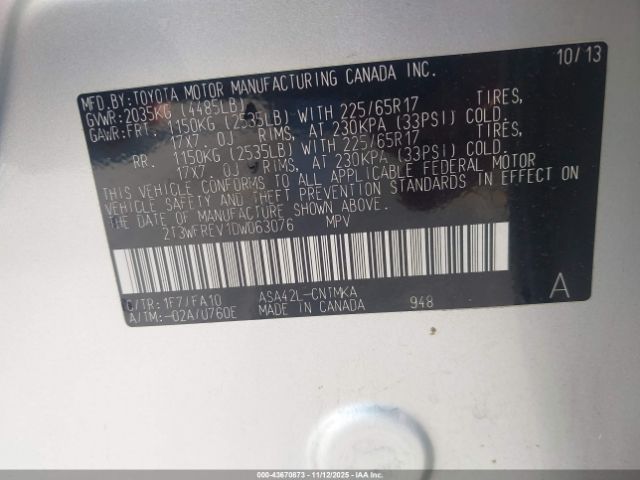 10/13
MFD.BY:TOYOTA MOTOR MANUFACTURING CANADA INC.
GVWR:2035KG (4485LB)
GAWR:FRT. 1150KG (2535LB) WITH 225/65R17 TIRES,
17X7.0J RIMS, AT 230KPA (33PSI) COLD.
RR. 1150KG (2535LB) WITH 225/65R17 TIRES,
17X7.0J RIMS, AT 230KPA (33PSI) COLD.
THIS VEHICLE CONFORMS TO ALL APPLICABLE FEDERAL MOTOR
VEHICLE SAFETY AND THEFT PREVENTION STANDARDS IN EFFECT ON
THE DATE OF MANUFACTURE SHOWN ABOVE.
2T3WFREV1DW063076 MPV
C/TR:1F7/FA10 ASA42L-CNTMKA 948
A/TM:-02A/U760E MADE IN CANADA
A
000-43670673 - 11/12/2025 - IAA Inc.